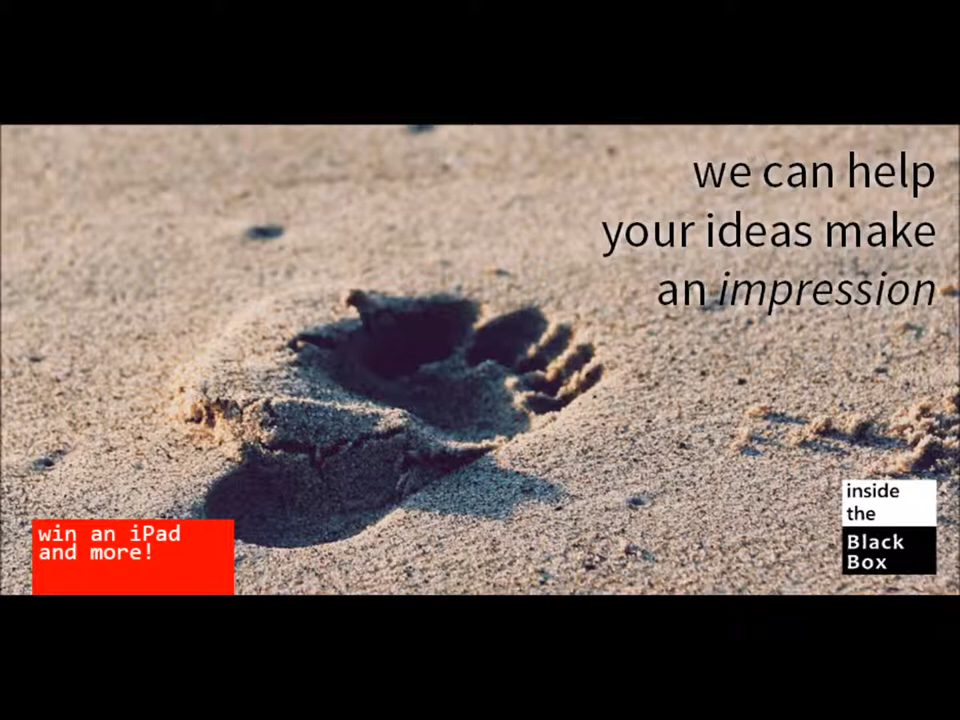 we can help
your ideas make
an impression
win an iPad
and more!
inside
the
Black
Box